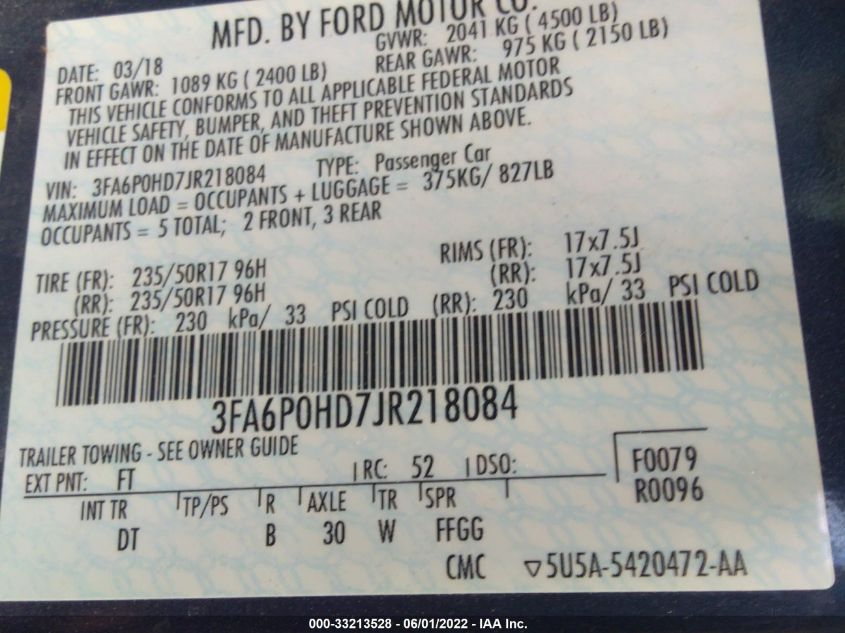 MFD. BY FORD MOTOR CO.
DATE: 03/18 GVWR: 2041 KG ( 4500 LB)
FRONT GAWR: 1089 KG ( 2400 LB) REAR GAWR: 975 KG ( 2150 LB)
THIS VEHICLE CONFORMS TO ALL APPLICABLE FEDERAL MOTOR
VEHICLE SAFETY, BUMPER, AND THEFT PREVENTION STANDARDS
IN EFFECT ON THE DATE OF MANUFACTURE SHOWN ABOVE.
VIN: 3FA6P0HD7JR218084 TYPE: Passenger Car
MAXIMUM LOAD = OCCUPANTS + LUGGAGE = 375KG/ 827LB
OCCUPANTS = 5 TOTAL; 2 FRONT, 3 REAR
TIRE (FR): 235/50R17 96H RIMS (FR): 17x7.5J
(RR): 235/50R17 96H (RR): 17x7.5J
PRESSURE (FR): 230 kPa/ 33 PSI COLD (RR): 230 kPa/ 33 PSI COLD
3FA6P0HD7JR218084
TRAILER TOWING - SEE OWNER GUIDE
EXT PNT: FT RC: 52 DSO: F0079
INT TR TP/PS R AXLE TR SPR R0096
DT B 30 W FFGG
CMC ▽5U5A-5420472-AA
000-33213528 - 06/01/2022 - IAA Inc.